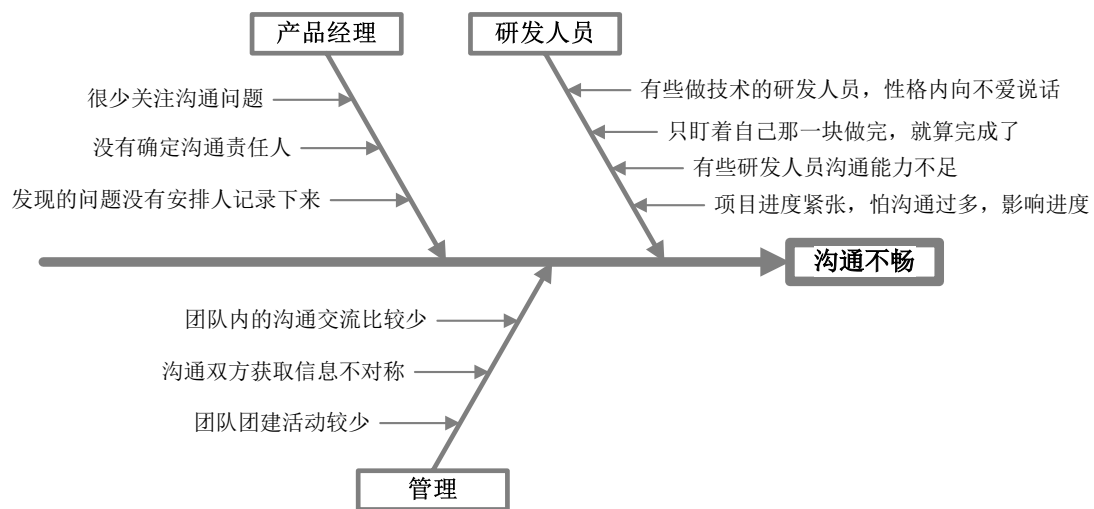 产品经理
研发人员
很少关注沟通问题
没有确定沟通责任人
发现的问题没有安排人记录下来
有些做技术的研发人员，性格内向不爱说话
只盯着自己那一块做完，就算完成了
有些研发人员沟通能力不足
项目进度紧张，怕沟通过多，影响进度
沟通不畅
团队内的沟通交流比较少
沟通双方获取信息不对称
团队团建活动较少
管理